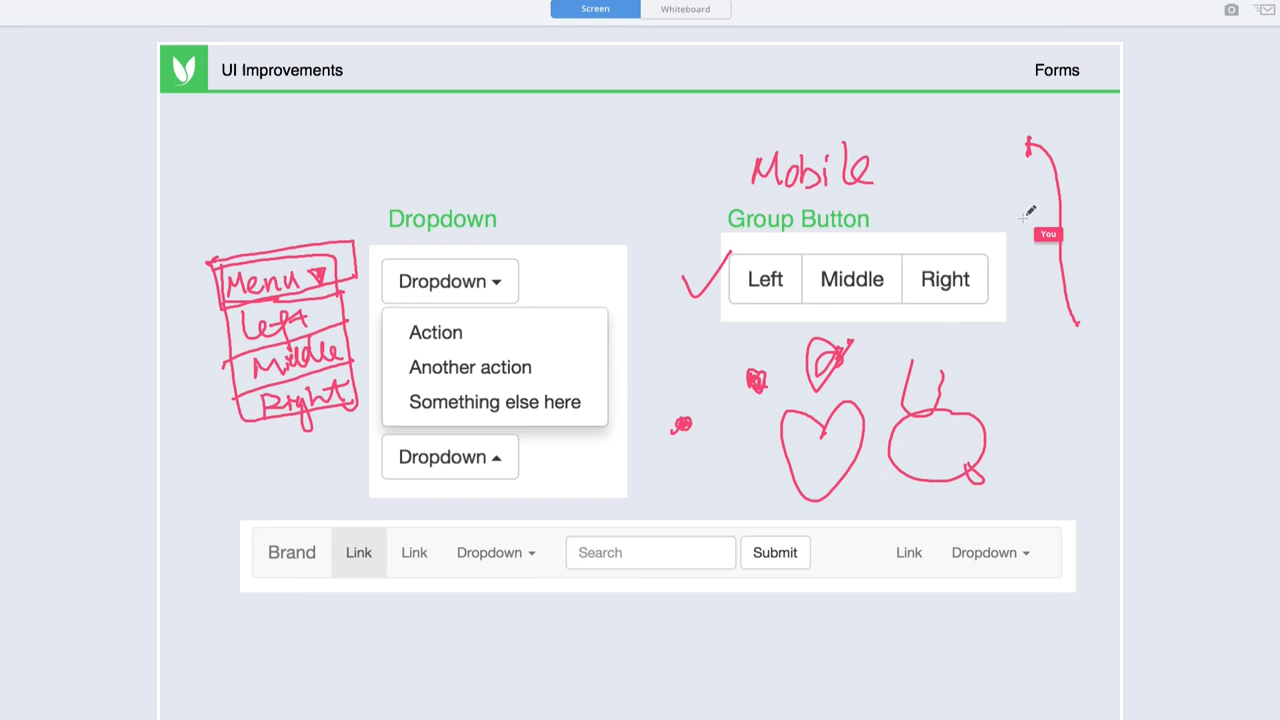 Screen
Whiteboard
UI Improvements
Forms
Mobile
Dropdown
Group Button
You
Menu
Left
Middle
Right
Dropdown
Action
Another action
Something else here
Dropdown
Left
Middle
Right
Brand
Link
Link
Dropdown
Search
Submit
Link
Dropdown